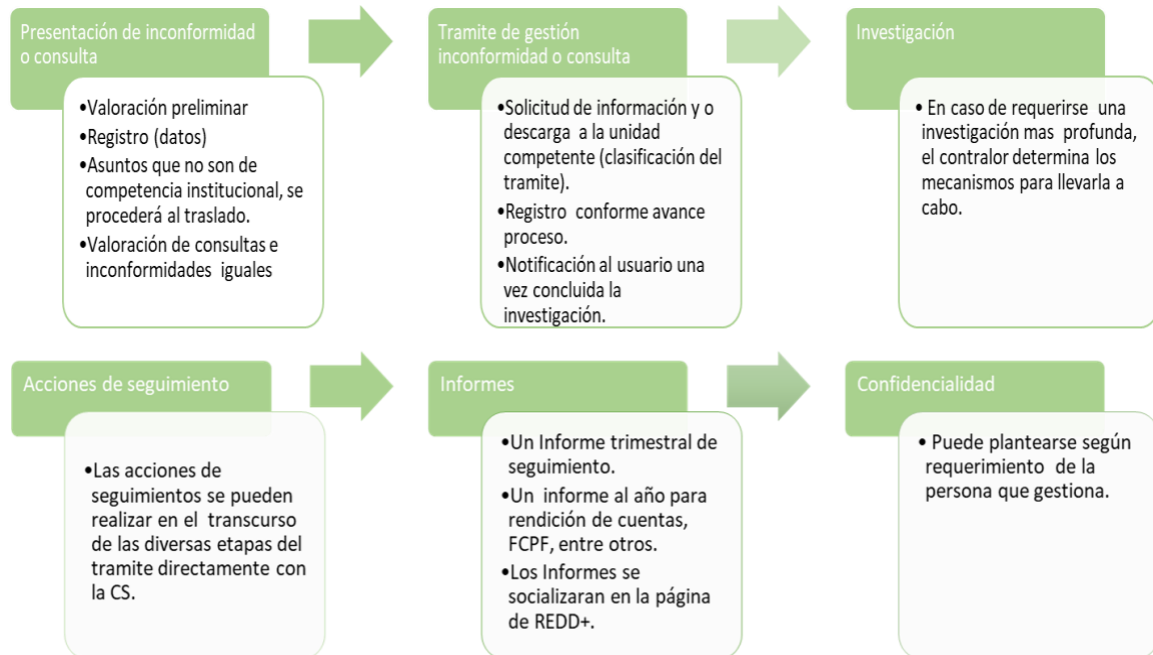 Presentación de inconformidad
o consulta
•Valoración preliminar
•Registro (datos)
•Asuntos que no son de
competencia institucional, se
procederá al traslado.
•Valoración de consultas e
inconformidades iguales
Tramite de gestión
inconformidad o consulta
•Solicitud de información y o
descarga a la unidad
competente (clasificación del
tramite).
•Registro conforme avance
proceso.
•Notificación al usuario una
vez concluida la
investigación.
Investigación
• En caso de requerirse una
investigación mas profunda,
el contralor determina los
mecanismos para llevarla a
cabo.
Acciones de seguimiento
•Las acciones de
seguimientos se pueden
realizar en el transcurso
de las diversas etapas del
tramite directamente con
la CS.
Informes
•Un Informe trimestral de
seguimiento.
•Un informe al año para
rendición de cuentas,
FCPF, entre otros.
•Los Informes se
socializaran en la página
de REDD+.
Confidencialidad
• Puede plantearse según
requerimiento de la
persona que gestiona.